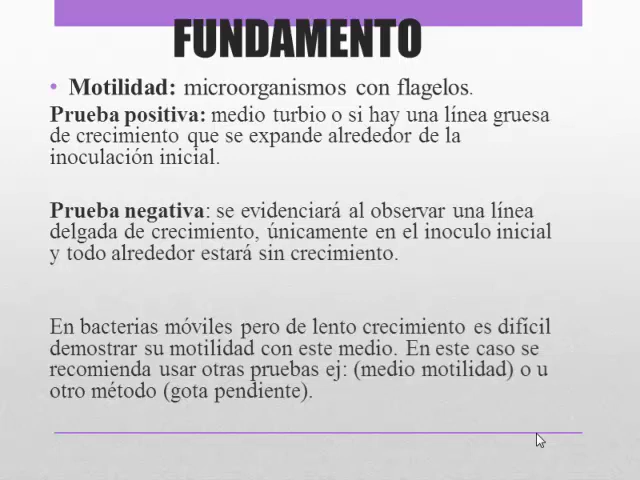 FUNDAMENTO
• Motilidad: microorganismos con flagelos.
Prueba positiva: medio turbio o si hay una línea gruesa
de crecimiento que se expande alrededor de la
inoculación inicial.
Prueba negativa: se evidenciará al observar una línea
delgada de crecimiento, únicamente en el inoculo inicial
y todo alrededor estará sin crecimiento.
En bacterias móviles pero de lento crecimiento es difícil
demostrar su motilidad con este medio. En este caso se
recomienda usar otras pruebas ej: (medio motilidad) o u
otro método (gota pendiente).